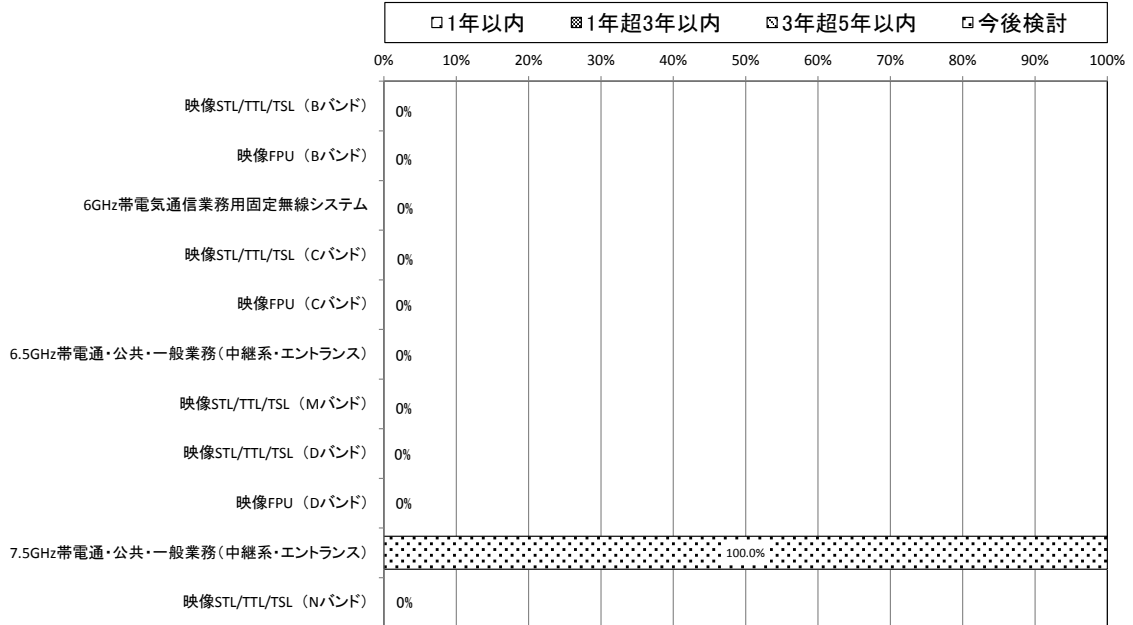 1年以内 1年超3年以内 3年超5年以内 今後検討
0% 10% 20% 30% 40% 50% 60% 70% 80% 90% 100%
映像STL/TTL/TSL（Bバンド） 0%
映像FPU（Bバンド） 0%
6GHz帯電気通信業務用固定無線システム 0%
映像STL/TTL/TSL（Cバンド） 0%
映像FPU（Cバンド） 0%
6.5GHz帯電通・公共・一般業務（中継系・エントランス） 0%
映像STL/TTL/TSL（Mバンド） 0%
映像STL/TTL/TSL（Dバンド） 0%
映像FPU（Dバンド） 0%
7.5GHz帯電通・公共・一般業務（中継系・エントランス） 100.0%
映像STL/TTL/TSL（Nバンド） 0%